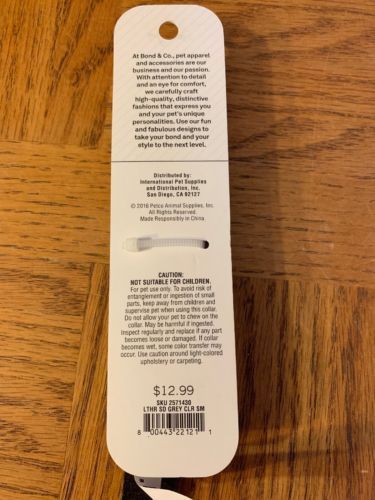 At Bond & Co., pet apparel
and accessories are our
business and our passion.
With attention to detail
and an eye for comfort,
we carefully craft
high-quality, distinctive
fashions that express you
and your pet's unique
personalities. Use our fun
and fabulous designs to
take your bond and your
style to the next level.
Distributed by:
International Pet Supplies
and Distribution, Inc.
San Diego, CA 92127
© 2016 Petco Animal Supplies, Inc.
All Rights Reserved.
Made Responsibly in China.
CAUTION:
NOT SUITABLE FOR CHILDREN.
For pet use only. To avoid risk of
entanglement or ingestion of small
parts, keep away from children and
supervise pet when using this collar.
Do not allow your pet to chew on the
collar. May be harmful if ingested.
Inspect regularly and replace if any part
becomes loose or damaged. If collar
becomes wet, some color transfer may
occur. Use caution around light-colored
upholstery or carpeting.
$12.99
SKU 2571430
LTHR SD GREY CLR SM
8 00443 22121 1